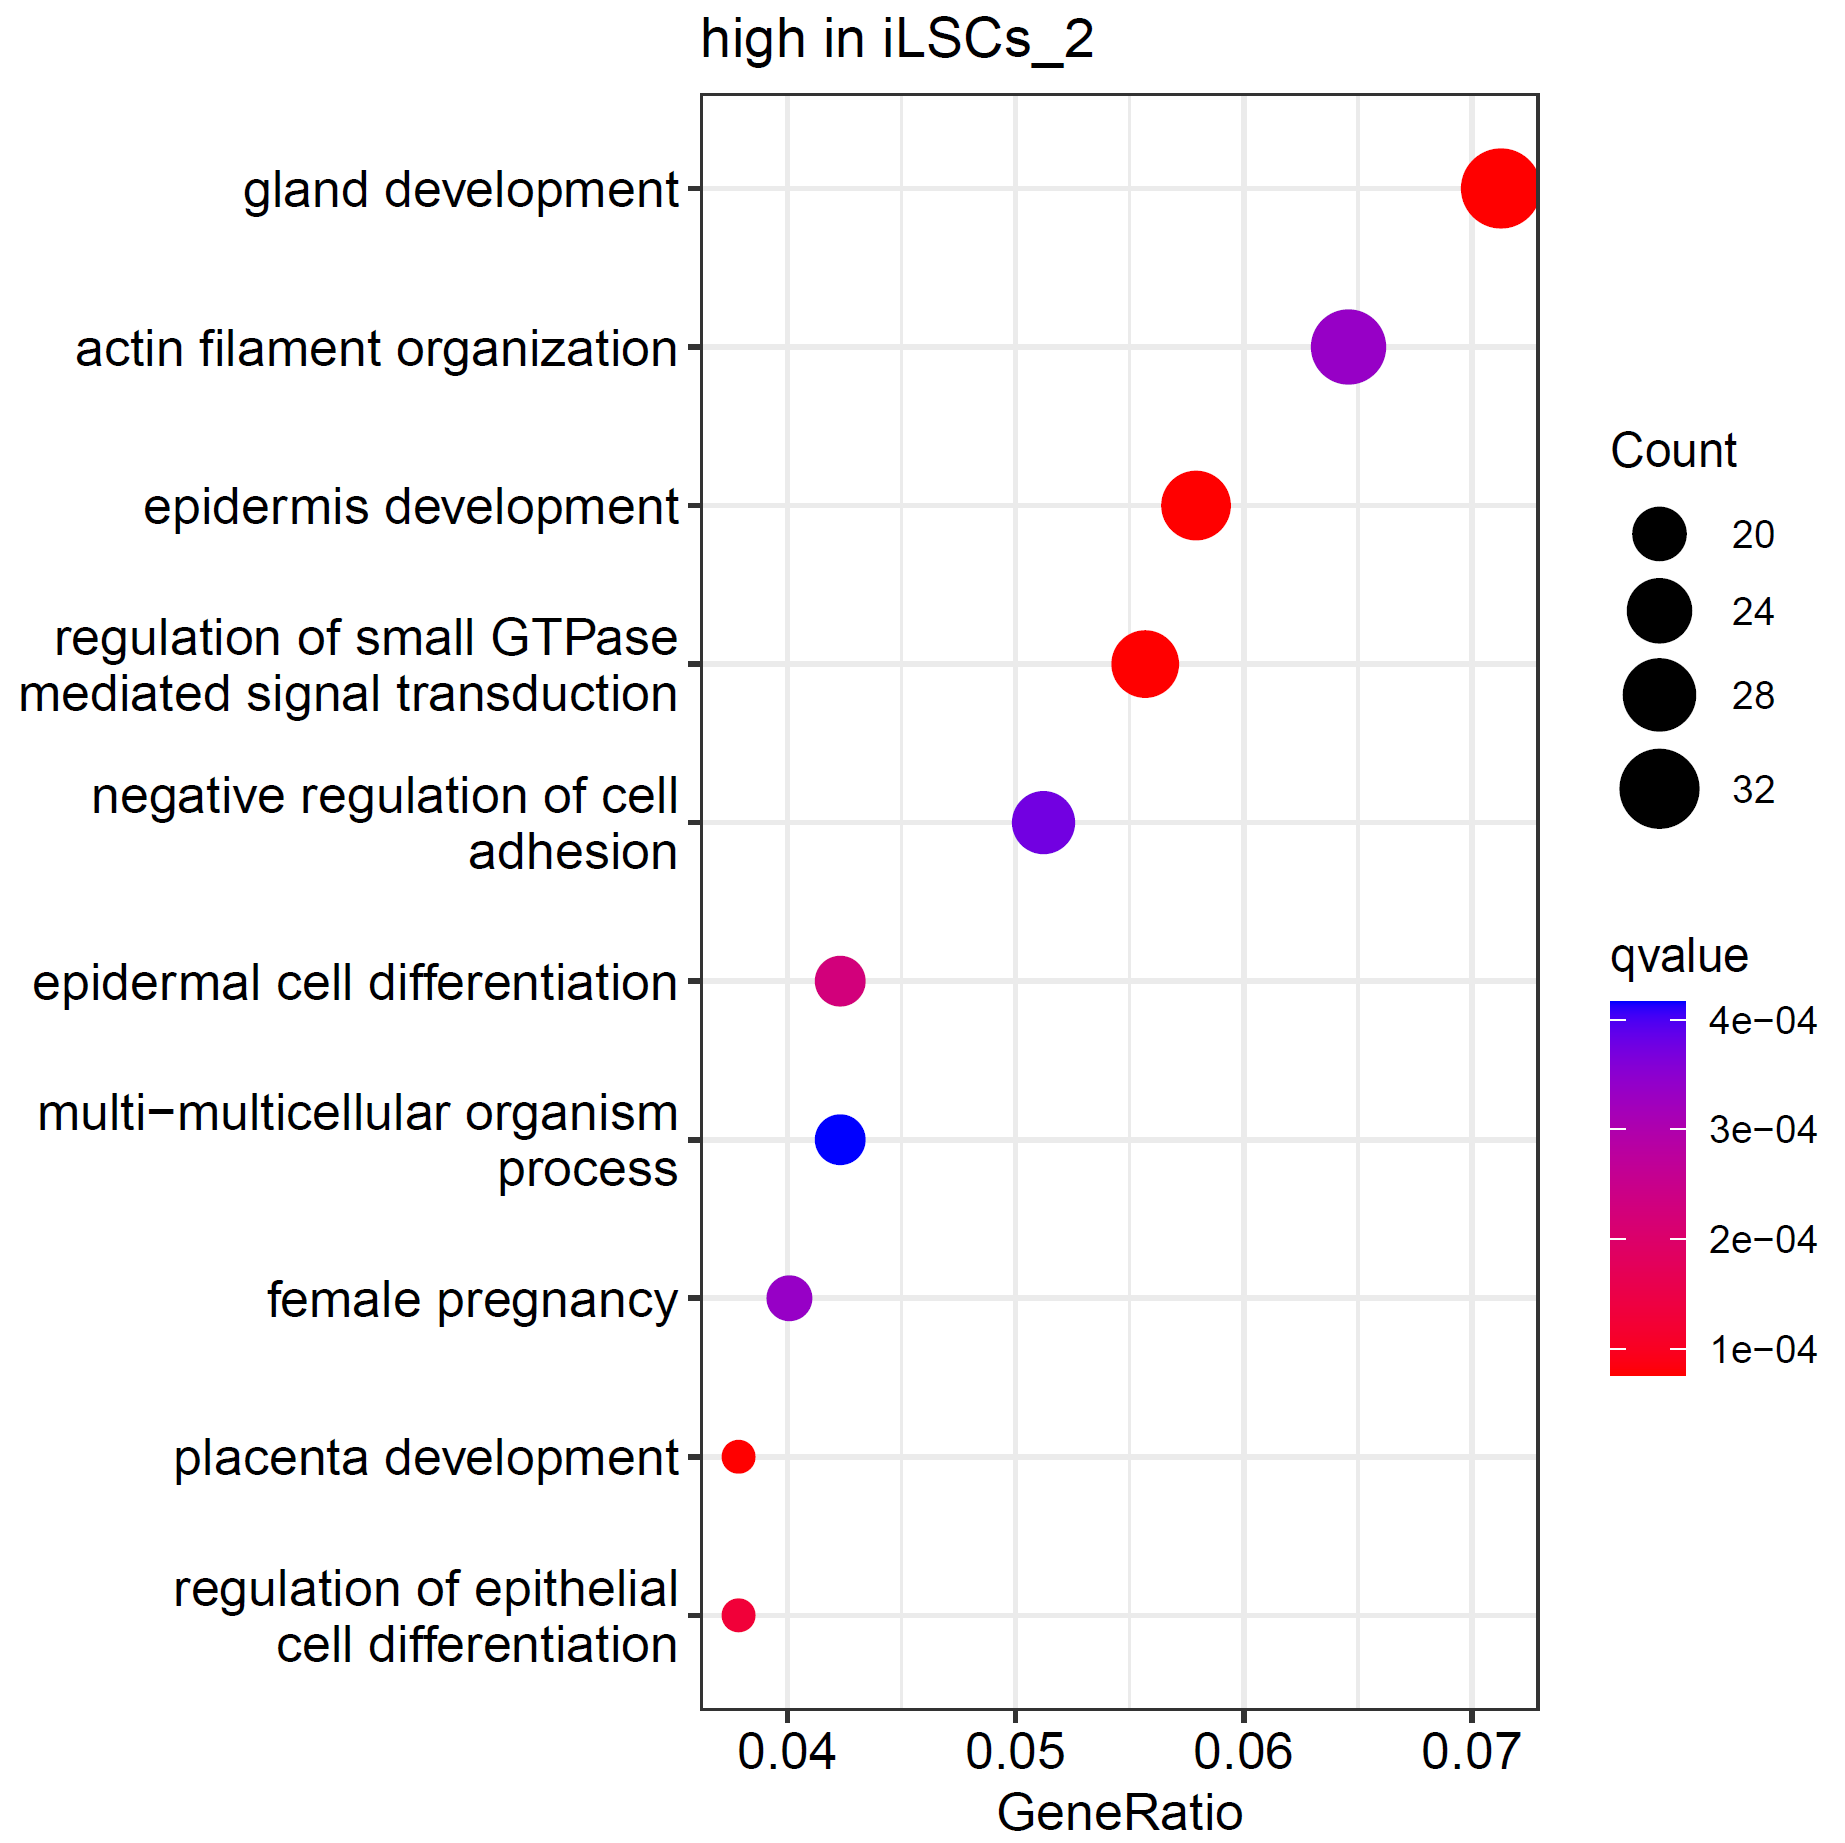 high in iLSCs_2
gland development
actin filament organization
epidermis development
regulation of small GTPase
mediated signal transduction
negative regulation of cell
adhesion
epidermal cell differentiation
multi−multicellular organism
process
female pregnancy
placenta development
regulation of epithelial
cell differentiation
0.04
0.05
0.06
0.07
GeneRatio
Count
20
24
28
32
qvalue
4e−04
3e−04
2e−04
1e−04